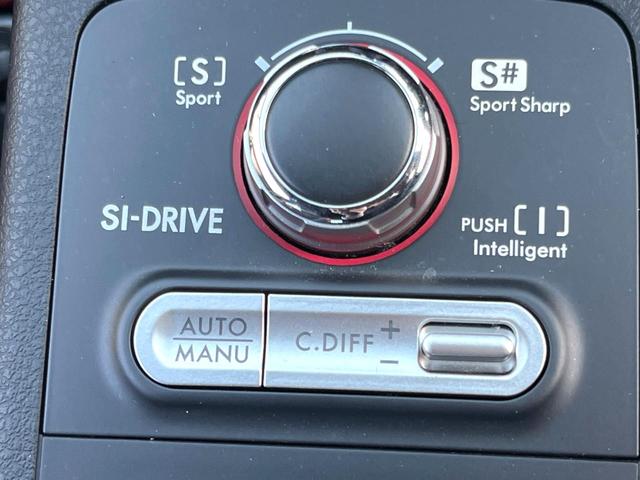 [S]
Sport
S#
Sport Sharp
SI-DRIVE
PUSH [I]
Intelligent
AUTO
MANU
C.DIFF + −